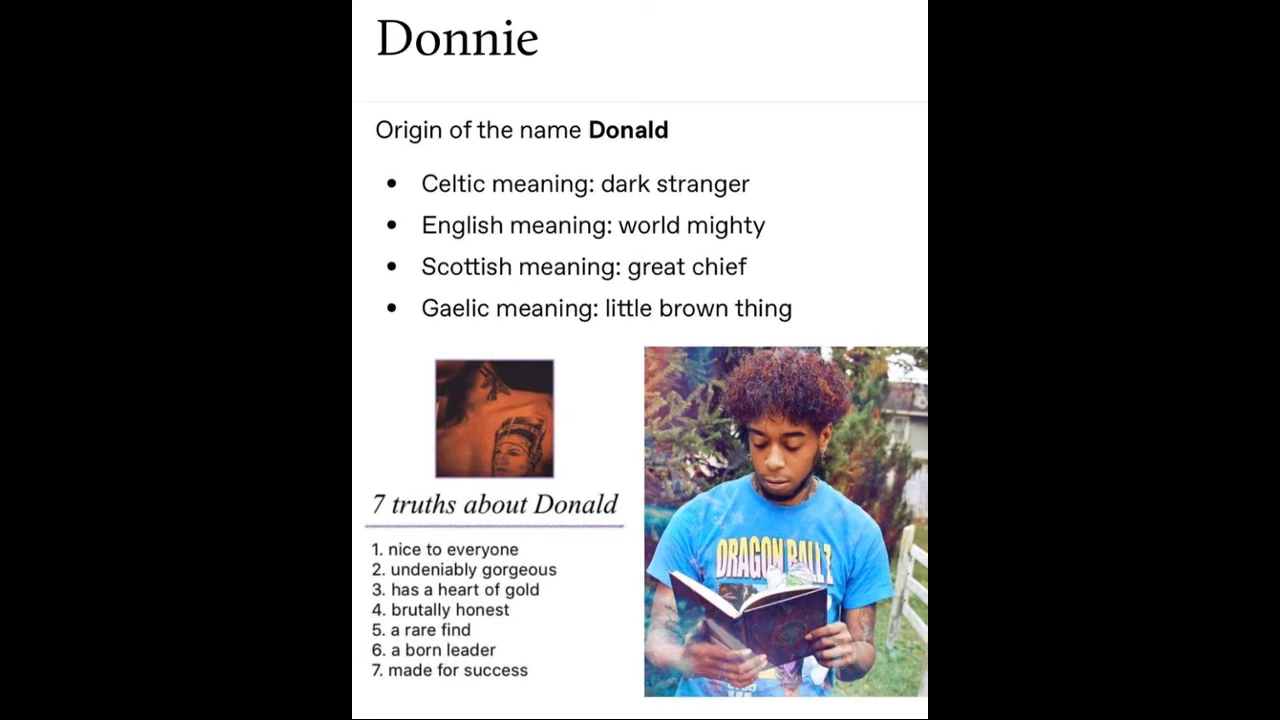 Donnie
Origin of the name Donald
• Celtic meaning: dark stranger
• English meaning: world mighty
• Scottish meaning: great chief
• Gaelic meaning: little brown thing
7 truths about Donald
1. nice to everyone
2. undeniably gorgeous
3. has a heart of gold
4. brutally honest
5. a rare find
6. a born leader
7. made for success
DRAGON BALL Z